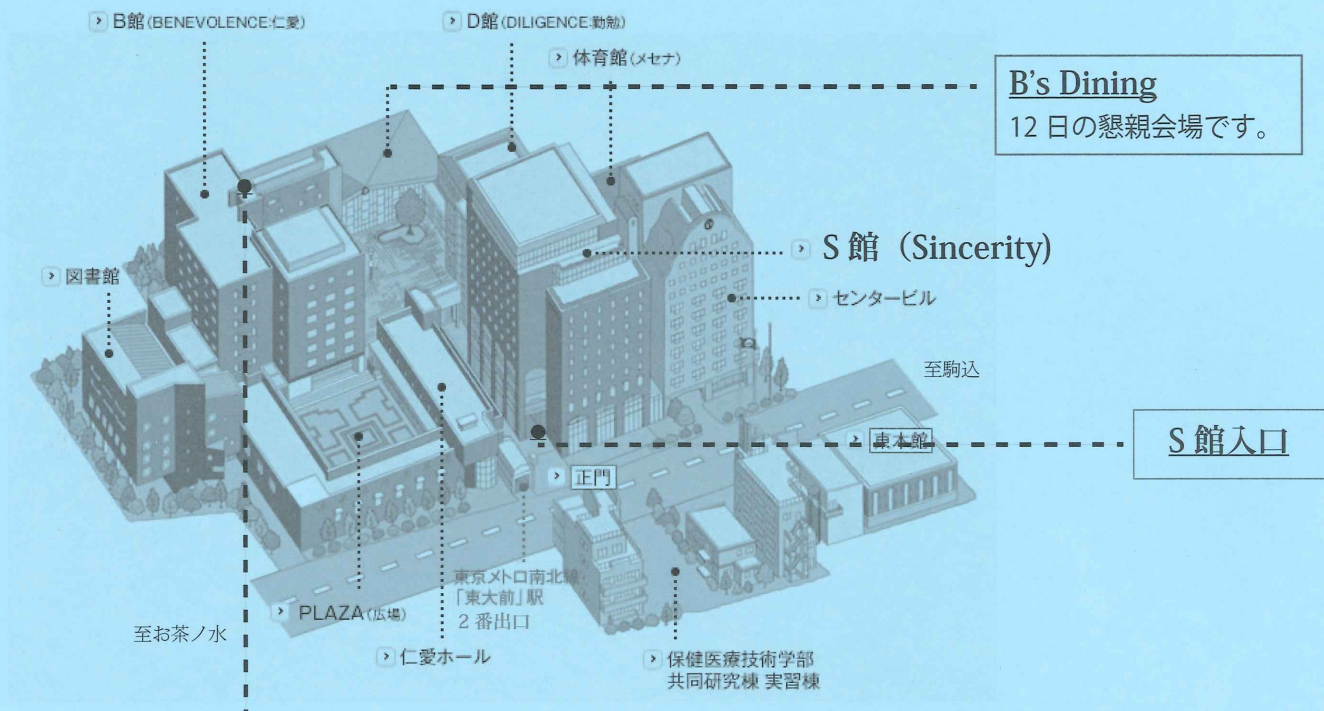 B館(BENEVOLENCE:仁愛)
D館(DILIGENCE:勤勉)
体育館(メセナ)
B's Dining
12日の懇親会場です。
S館 (Sincerity)
図書館
センタービル
至駒込
東本館
S館入口
正門
東京メトロ南北線
「東大前」駅
2番出口
PLAZA(広場)
至お茶ノ水
仁愛ホール
保健医療技術学部
共同研究棟 実習棟